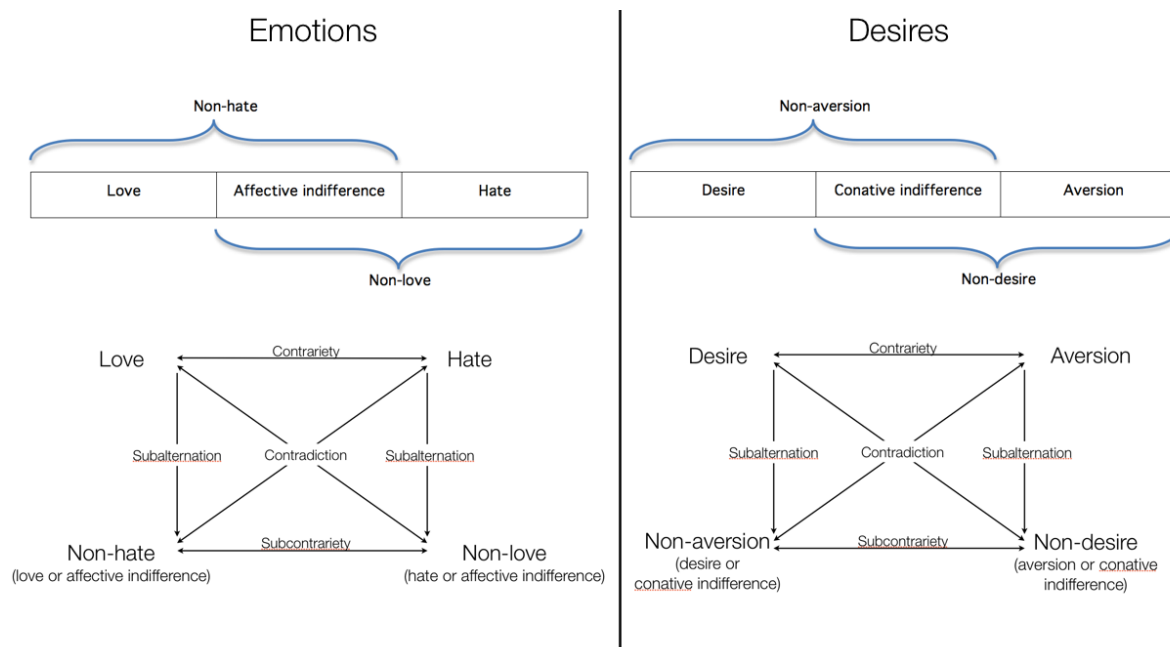 Emotions
Non-hate
Love
Affective indifference
Hate
Non-love
Love
Contrariety
Hate
Subalternation
Contradiction
Subalternation
Non-hate
(love or affective indifference)
Subcontrariety
Non-love
(hate or affective indifference)
Desires
Non-aversion
Desire
Conative indifference
Aversion
Non-desire
Desire
Contrariety
Aversion
Subalternation
Contradiction
Subalternation
Non-aversion
(desire or
conative indifference)
Subcontrariety
Non-desire
(aversion or conative
indifference)